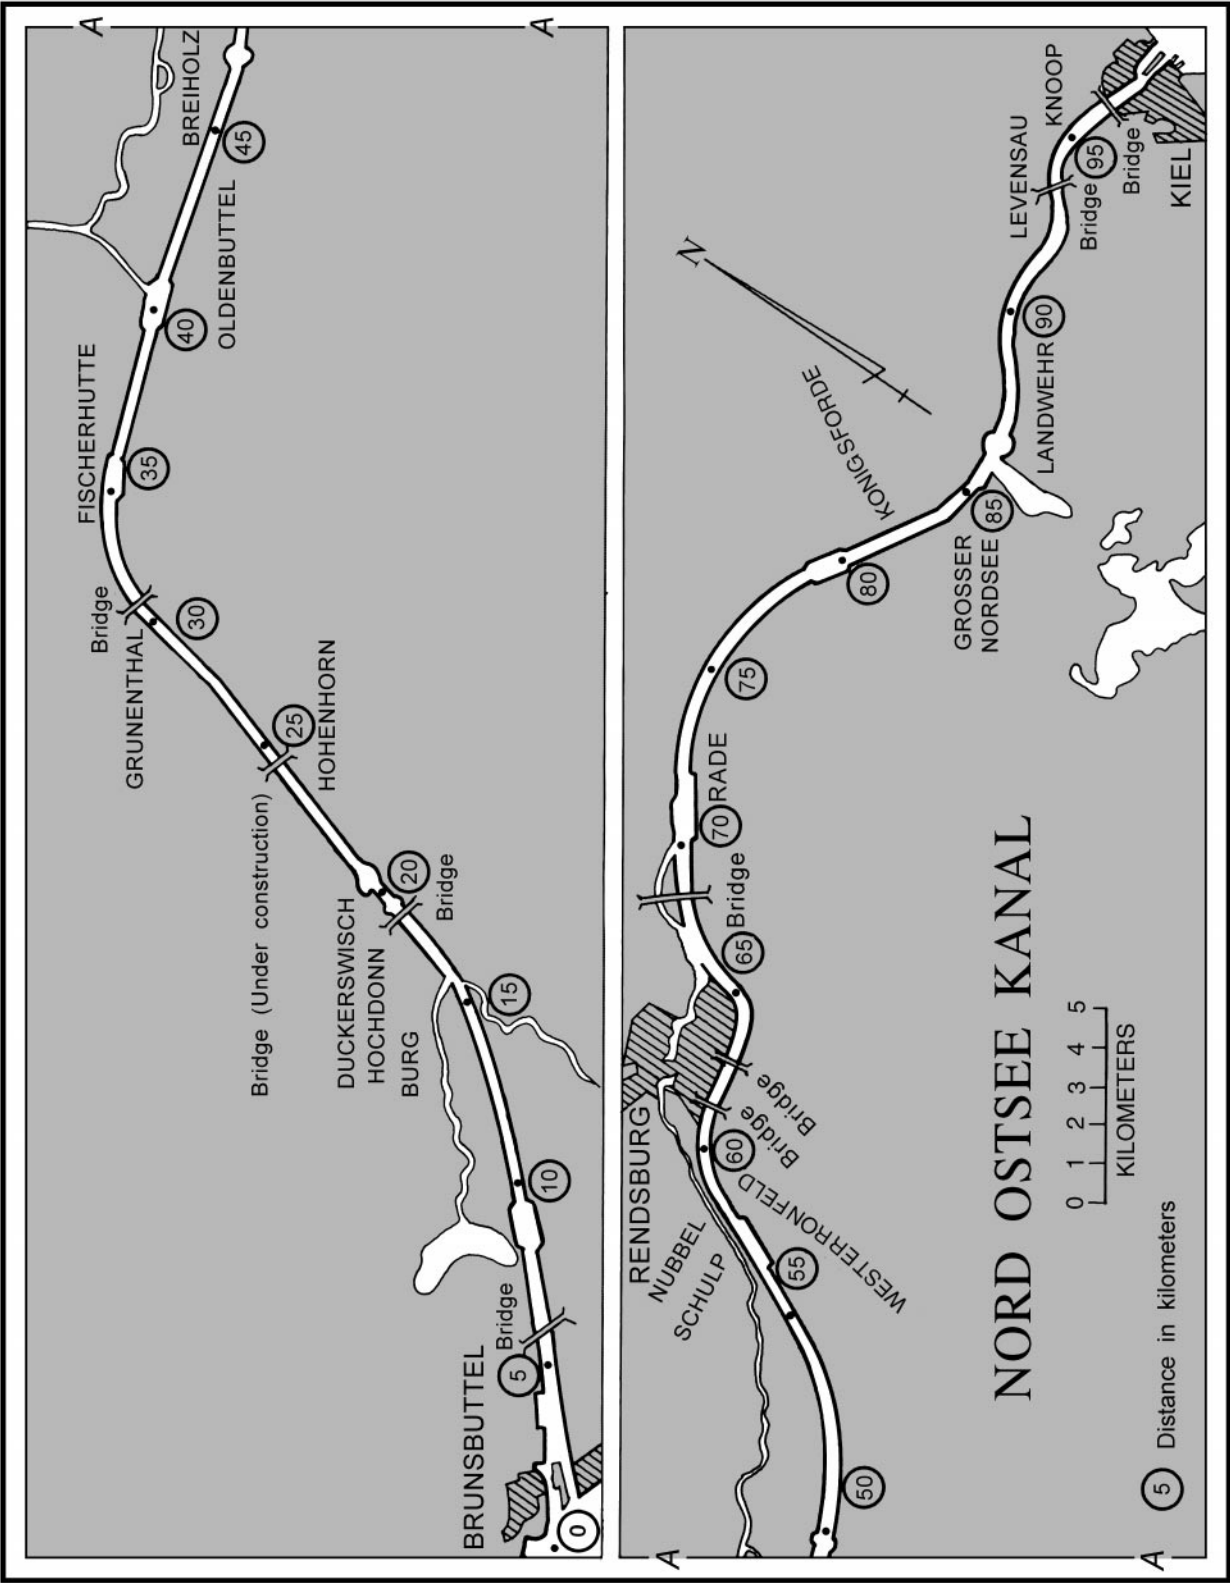 A
A
BRUNSBUTTEL
0
5
Bridge
10
BURG
15
HOCHDONN
DUCKERSWISCH
Bridge
20
Bridge (Under construction)
25
HOHENHORN
GRUNENTHAL
Bridge
30
FISCHERHUTTE
35
40
OLDENBUTTEL
45
BREIHOLZ
A
A
50
55
SCHULP
NUBBEL
WESTERRONFELD
RENDSBURG
60
Bridge
Bridge
65
Bridge
70
RADE
75
80
KONIGSFORDE
GROSSER
NORDSEE
85
LANDWEHR
90
N
LEVENSAU
Bridge
95
KNOOP
Bridge
KIEL
NORD OSTSEE KANAL
0 1 2 3 4 5
KILOMETERS
5 Distance in kilometers